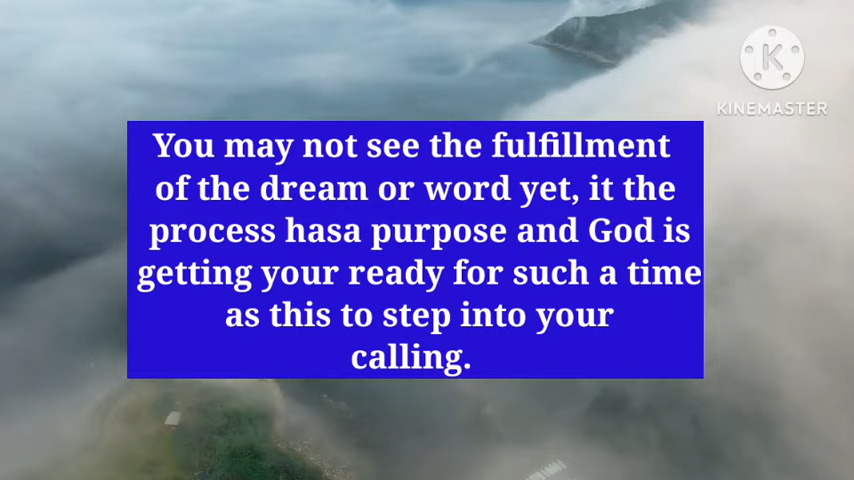 KINEMASTER
You may not see the fulfillment
of the dream or word yet, it the
process hasa purpose and God is
getting your ready for such a time
as this to step into your
calling.